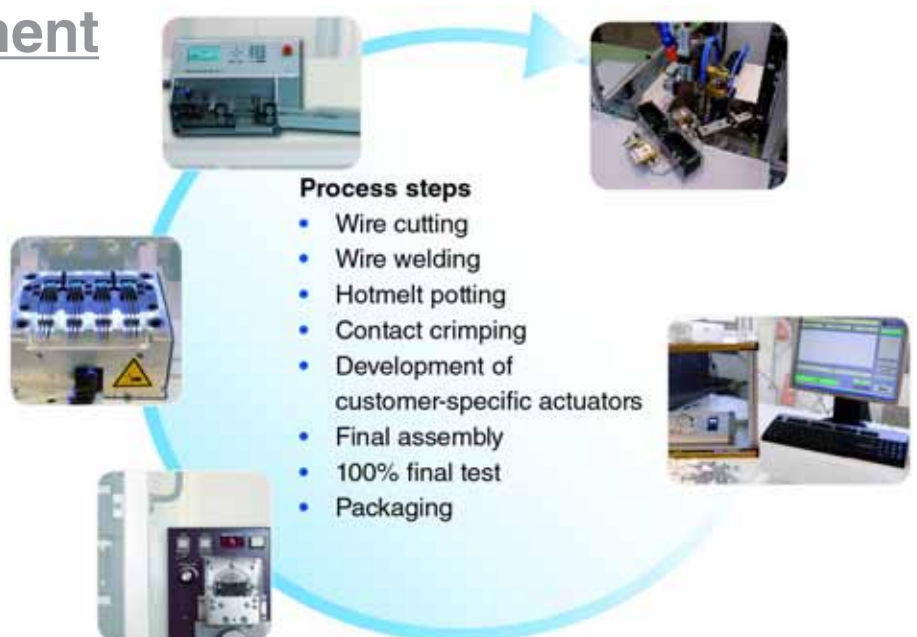 ment
Process steps
• Wire cutting
• Wire welding
• Hotmelt potting
• Contact crimping
• Development of
customer-specific actuators
• Final assembly
• 100% final test
• Packaging